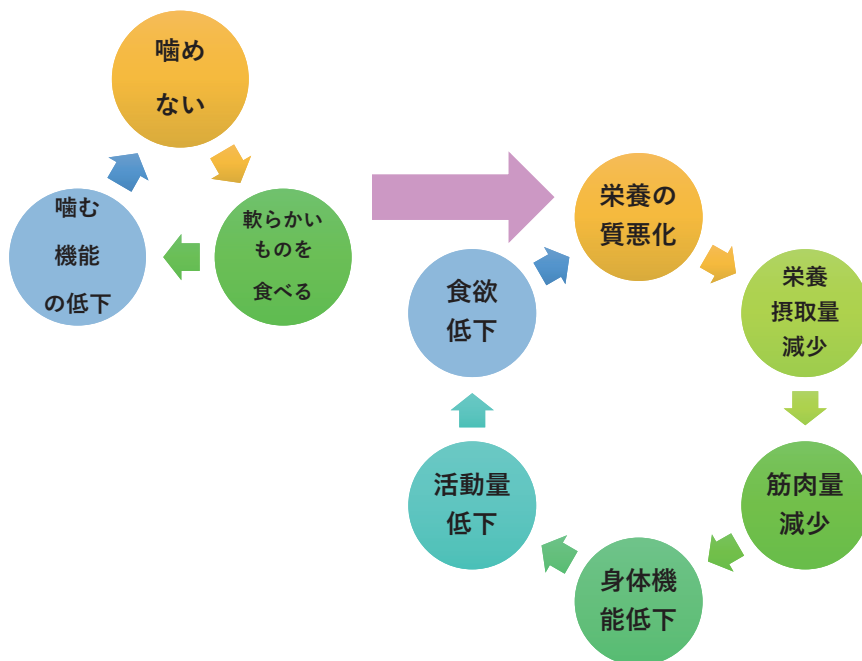 噛め
ない
軟らかい
ものを
食べる
噛む
機能
の低下
栄養の
質悪化
栄養
摂取量
減少
筋肉量
減少
身体機
能低下
活動量
低下
食欲
低下